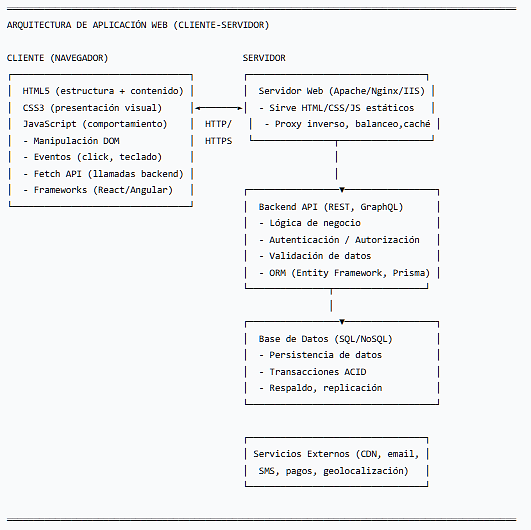 ARQUITECTURA DE APLICACIÓN WEB (CLIENTE-SERVIDOR)
CLIENTE (NAVEGADOR)
HTML5 (estructura + contenido)
CSS3 (presentación visual)
JavaScript (comportamiento)
- Manipulación DOM
- Eventos (click, teclado)
- Fetch API (llamadas backend)
- Frameworks (React/Angular)
HTTP/
HTTPS
SERVIDOR
Servidor Web (Apache/Nginx/IIS)
- Sirve HTML/CSS/JS estáticos
- Proxy inverso, balanceo,caché
Backend API (REST, GraphQL)
- Lógica de negocio
- Autenticación / Autorización
- Validación de datos
- ORM (Entity Framework, Prisma)
Base de Datos (SQL/NoSQL)
- Persistencia de datos
- Transacciones ACID
- Respaldo, replicación
Servicios Externos (CDN, email,
SMS, pagos, geolocalización)